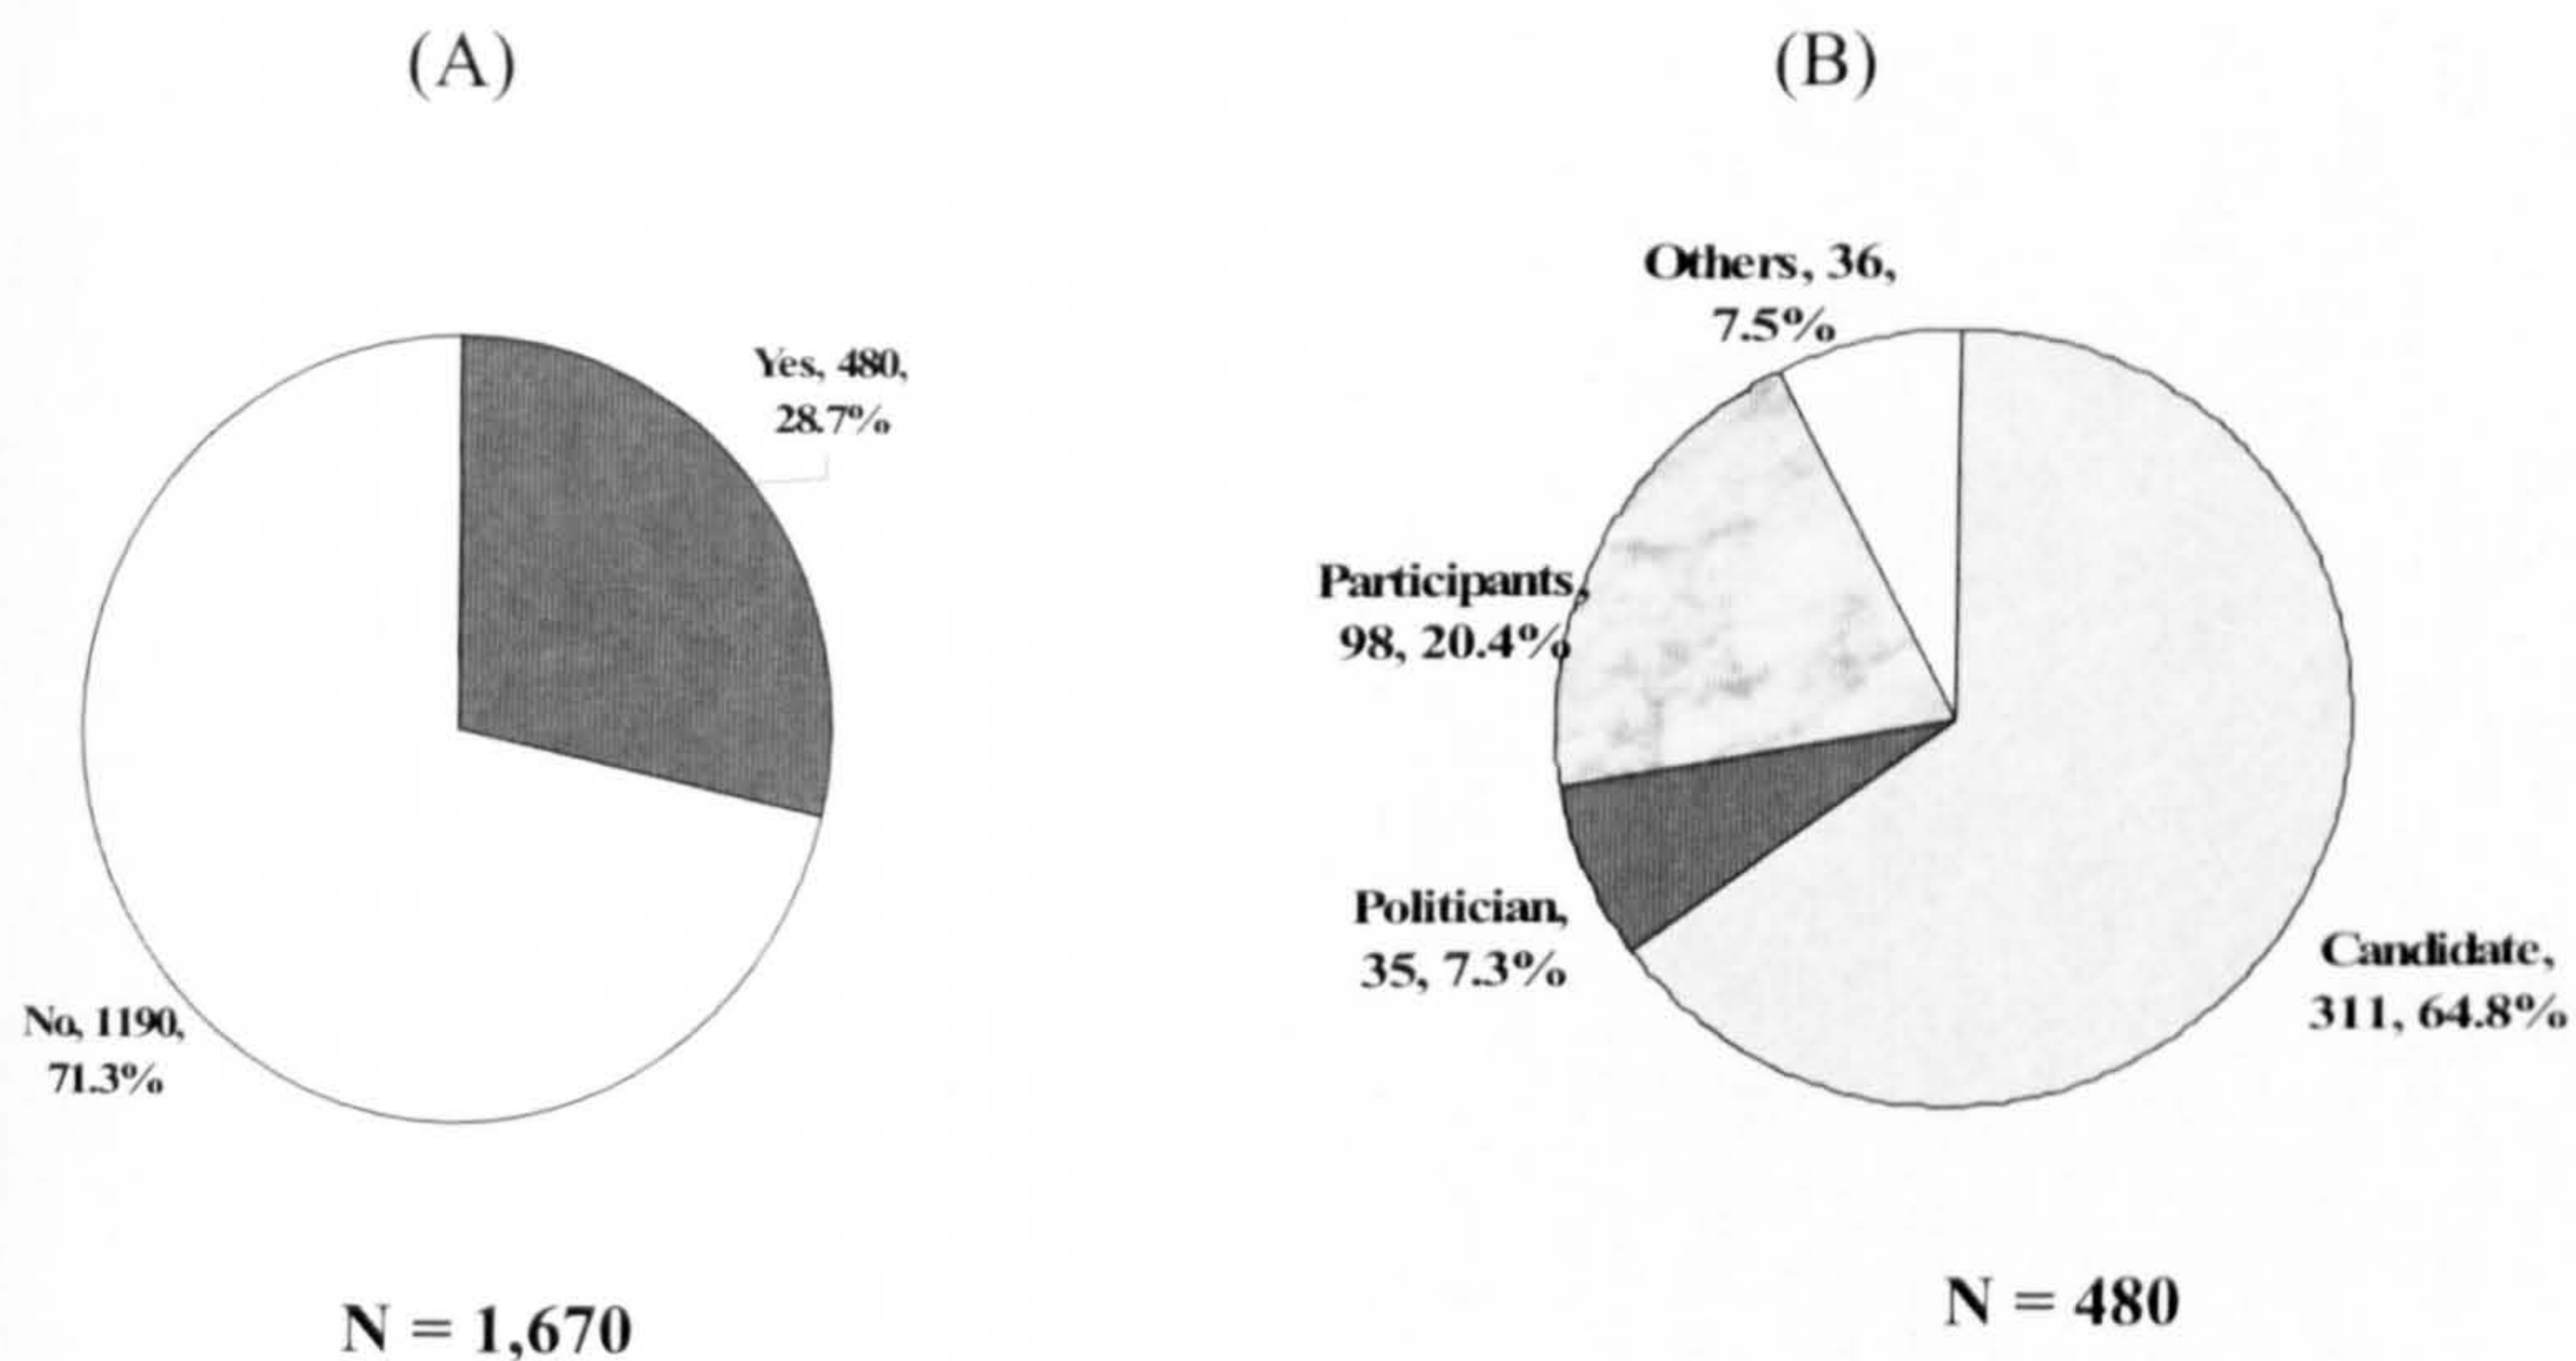 (A)
Yes, 480,
28.7%
No, 1190,
71.3%
N = 1,670
(B)
Others, 36,
7.5%
Participants,
98, 20.4%
Politician,
35, 7.3%
Candidate,
311, 64.8%
N = 480